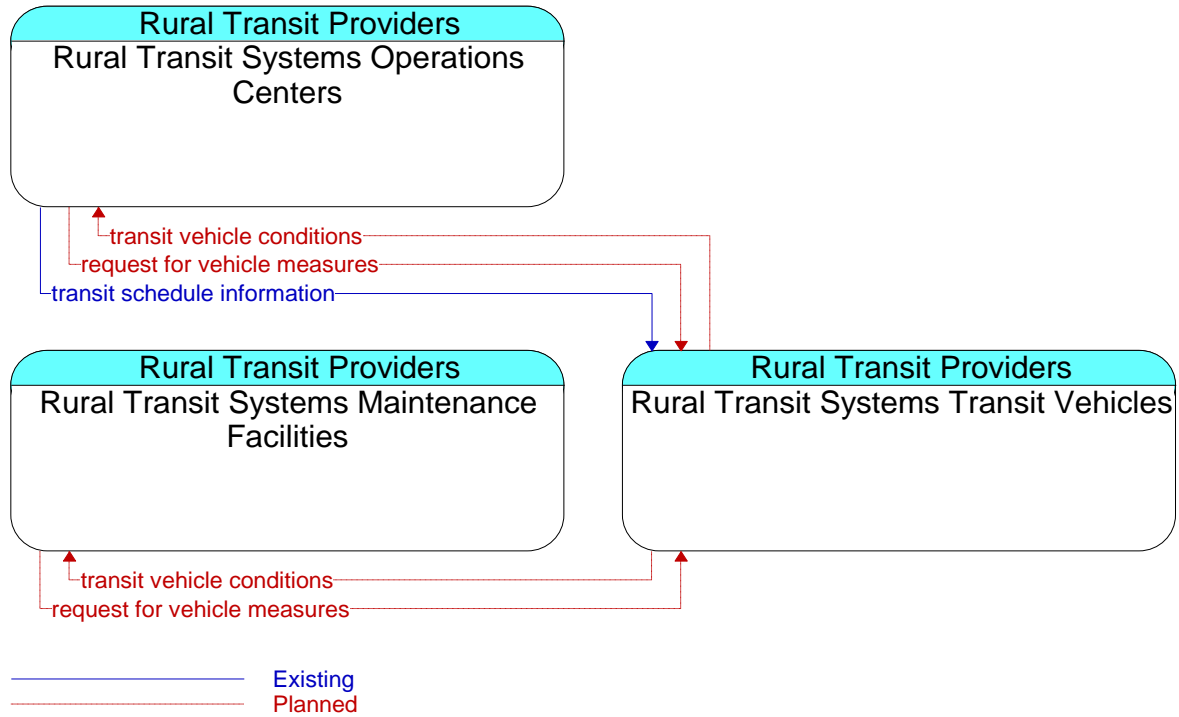 Rural Transit Providers
Rural Transit Systems Operations
Centers
transit vehicle conditions
request for vehicle measures
transit schedule information
Rural Transit Providers
Rural Transit Systems Maintenance
Facilities
Rural Transit Providers
Rural Transit Systems Transit Vehicles
transit vehicle conditions
request for vehicle measures
Existing
Planned